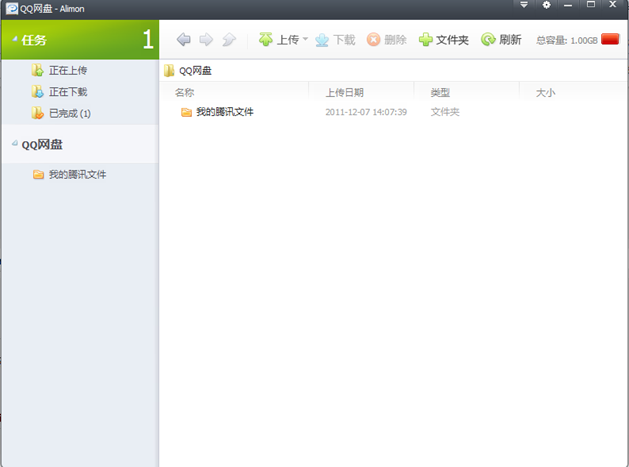 QQ网盘 - Alimon
任务 1
上传 下载 删除 文件夹 刷新 总容量: 1.00GB
正在上传
正在下载
已完成 (1)
QQ网盘
我的腾讯文件
QQ网盘
名称 上传日期 类型 大小
我的腾讯文件 2011-12-07 14:07:39 文件夹